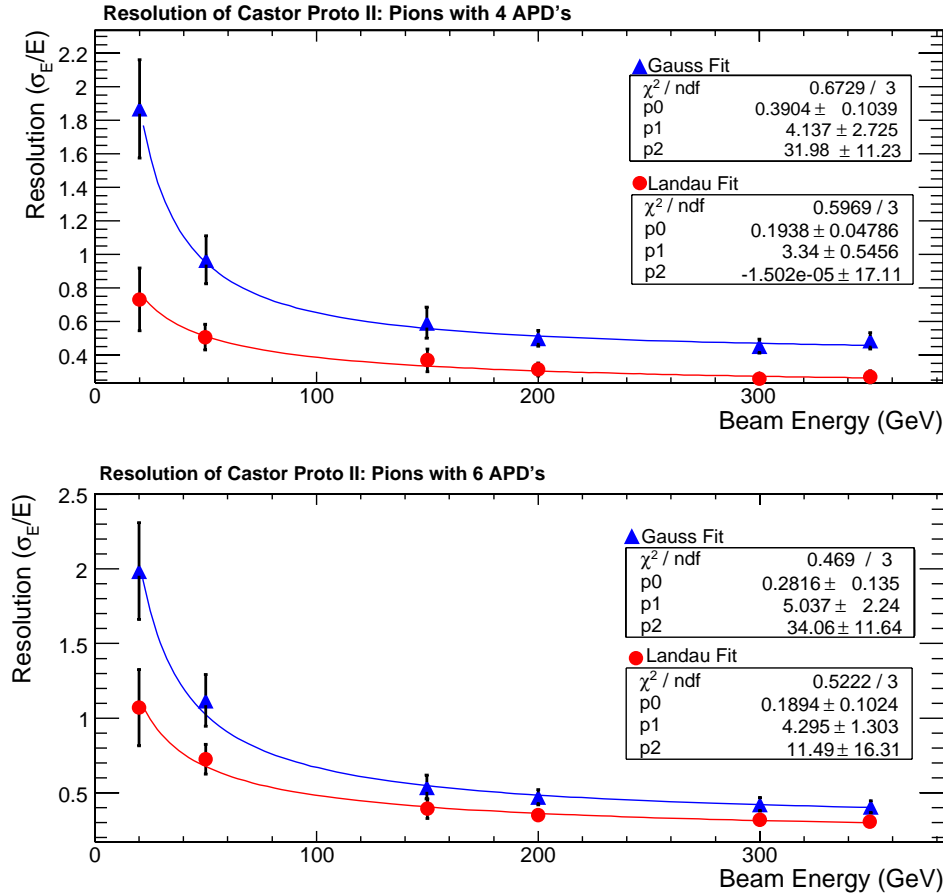 Resolution of Castor Proto II: Pions with 4 APD's
Resolution (σ_E/E)
2.2
2
1.8
1.6
1.4
1.2
1
0.8
0.6
0.4
0
100
200
300
Beam Energy (GeV)
Gauss Fit
χ² / ndf 0.6729 / 3
p0 0.3904 ± 0.1039
p1 4.137 ± 2.725
p2 31.98 ± 11.23
Landau Fit
χ² / ndf 0.5969 / 3
p0 0.1938 ± 0.04786
p1 3.34 ± 0.5456
p2 -1.502e-05 ± 17.11
Resolution of Castor Proto II: Pions with 6 APD's
Resolution (σ_E/E)
2.5
2
1.5
1
0.5
0
100
200
300
Beam Energy (GeV)
Gauss Fit
χ² / ndf 0.469 / 3
p0 0.2816 ± 0.135
p1 5.037 ± 2.24
p2 34.06 ± 11.64
Landau Fit
χ² / ndf 0.5222 / 3
p0 0.1894 ± 0.1024
p1 4.295 ± 1.303
p2 11.49 ± 16.31